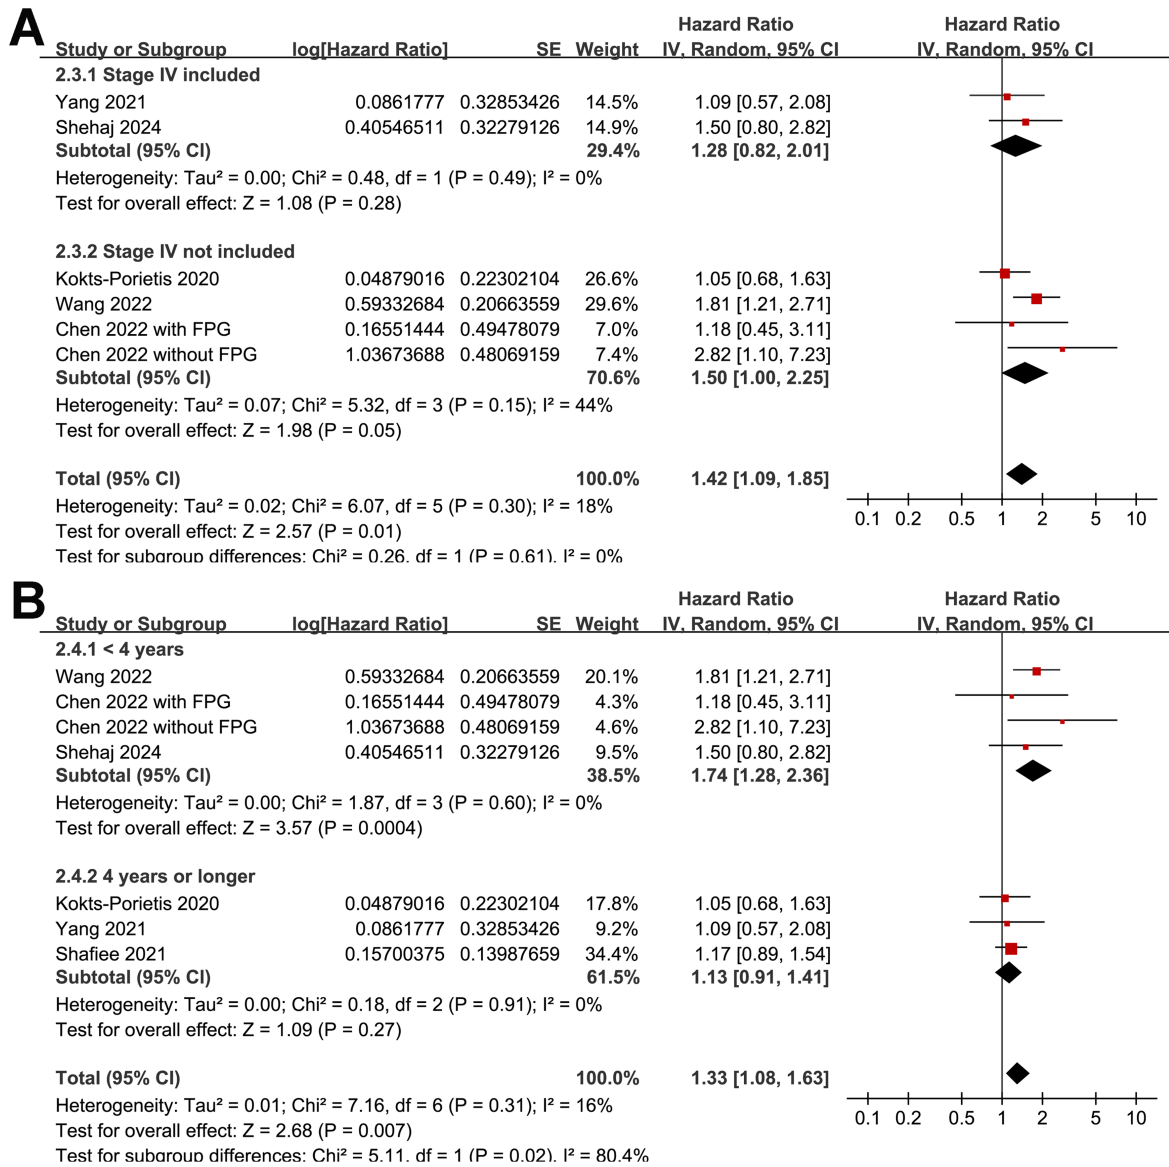 A
Hazard Ratio Hazard Ratio
Study or Subgroup log[Hazard Ratio] SE Weight IV, Random, 95% CI IV, Random, 95% CI
2.3.1 Stage IV included
Yang 2021 0.0861777 0.32853426 14.5% 1.09 [0.57, 2.08]
Shehaj 2024 0.40546511 0.32279126 14.9% 1.50 [0.80, 2.82]
Subtotal (95% CI) 29.4% 1.28 [0.82, 2.01]
Heterogeneity: Tau² = 0.00; Chi² = 0.48, df = 1 (P = 0.49); I² = 0%
Test for overall effect: Z = 1.08 (P = 0.28)
2.3.2 Stage IV not included
Kokts-Porietis 2020 0.04879016 0.22302104 26.6% 1.05 [0.68, 1.63]
Wang 2022 0.59332684 0.20663559 29.6% 1.81 [1.21, 2.71]
Chen 2022 with FPG 0.16551444 0.49478079 7.0% 1.18 [0.45, 3.11]
Chen 2022 without FPG 1.03673688 0.48069159 7.4% 2.82 [1.10, 7.23]
Subtotal (95% CI) 70.6% 1.50 [1.00, 2.25]
Heterogeneity: Tau² = 0.07; Chi² = 5.32, df = 3 (P = 0.15); I² = 44%
Test for overall effect: Z = 1.98 (P = 0.05)
Total (95% CI) 100.0% 1.42 [1.09, 1.85]
Heterogeneity: Tau² = 0.02; Chi² = 6.07, df = 5 (P = 0.30); I² = 18%
Test for overall effect: Z = 2.57 (P = 0.01)
Test for subgroup differences: Chi² = 0.26, df = 1 (P = 0.61), I² = 0%
0.1 0.2 0.5 1 2 5 10
B
Hazard Ratio Hazard Ratio
Study or Subgroup log[Hazard Ratio] SE Weight IV, Random, 95% CI IV, Random, 95% CI
2.4.1 < 4 years
Wang 2022 0.59332684 0.20663559 20.1% 1.81 [1.21, 2.71]
Chen 2022 with FPG 0.16551444 0.49478079 4.3% 1.18 [0.45, 3.11]
Chen 2022 without FPG 1.03673688 0.48069159 4.6% 2.82 [1.10, 7.23]
Shehaj 2024 0.40546511 0.32279126 9.5% 1.50 [0.80, 2.82]
Subtotal (95% CI) 38.5% 1.74 [1.28, 2.36]
Heterogeneity: Tau² = 0.00; Chi² = 1.87, df = 3 (P = 0.60); I² = 0%
Test for overall effect: Z = 3.57 (P = 0.0004)
2.4.2 4 years or longer
Kokts-Porietis 2020 0.04879016 0.22302104 17.8% 1.05 [0.68, 1.63]
Yang 2021 0.0861777 0.32853426 9.2% 1.09 [0.57, 2.08]
Shafiee 2021 0.15700375 0.13987659 34.4% 1.17 [0.89, 1.54]
Subtotal (95% CI) 61.5% 1.13 [0.91, 1.41]
Heterogeneity: Tau² = 0.00; Chi² = 0.18, df = 2 (P = 0.91); I² = 0%
Test for overall effect: Z = 1.09 (P = 0.27)
Total (95% CI) 100.0% 1.33 [1.08, 1.63]
Heterogeneity: Tau² = 0.01; Chi² = 7.16, df = 6 (P = 0.31); I² = 16%
Test for overall effect: Z = 2.68 (P = 0.007)
Test for subgroup differences: Chi² = 5.11, df = 1 (P = 0.02), I² = 80.4%
0.1 0.2 0.5 1 2 5 10